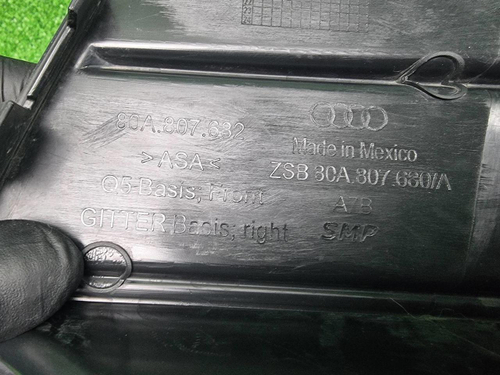 80A.807.682
>ASA<
Q5 Basis, Front
GITTER Basis; right
Made in Mexico
ZSB 80A.807.680/A
A/B
SMP